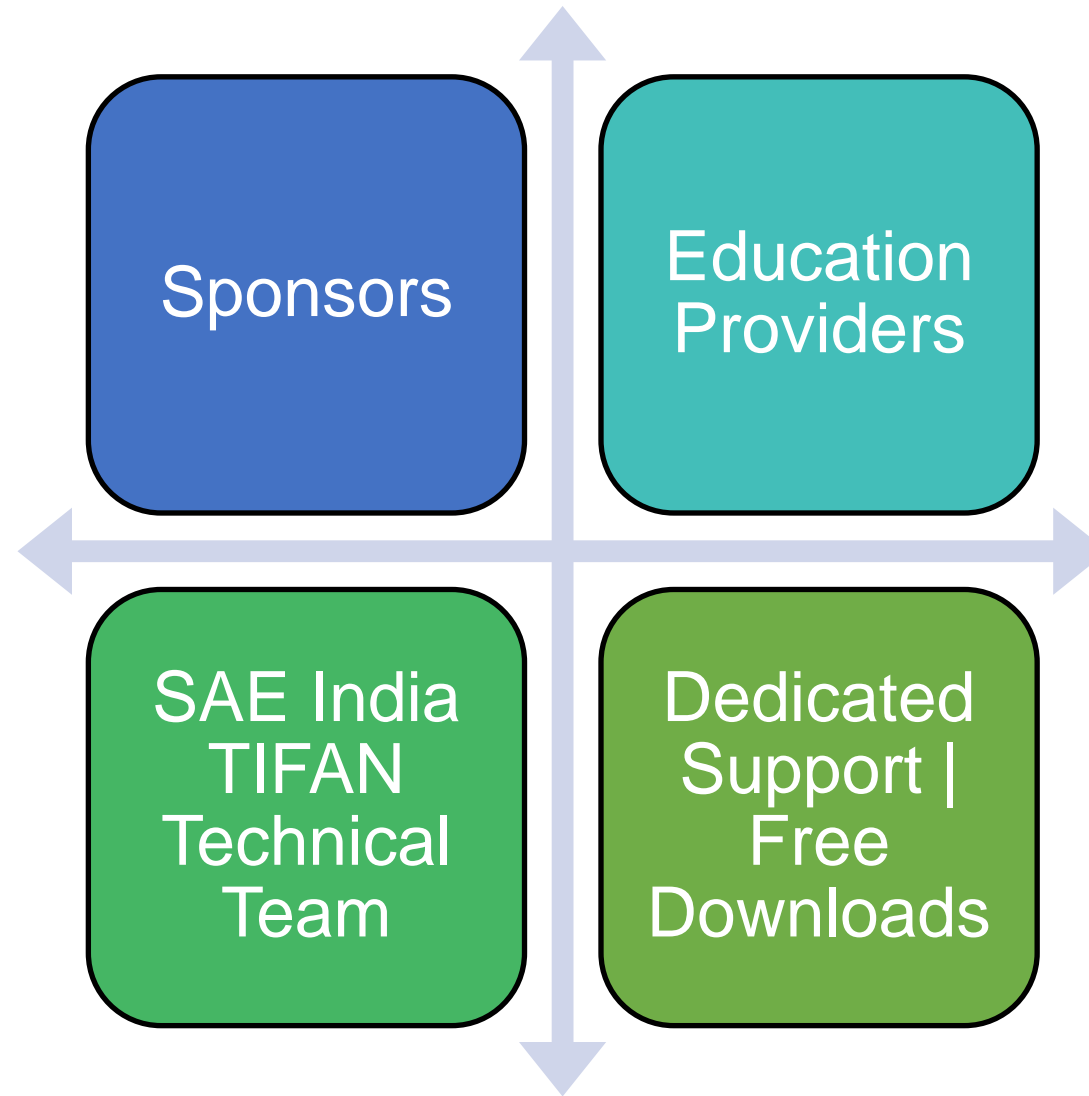 Sponsors
Education
Providers
SAE India
TIFAN
Technical
Team
Dedicated
Support |
Free
Downloads